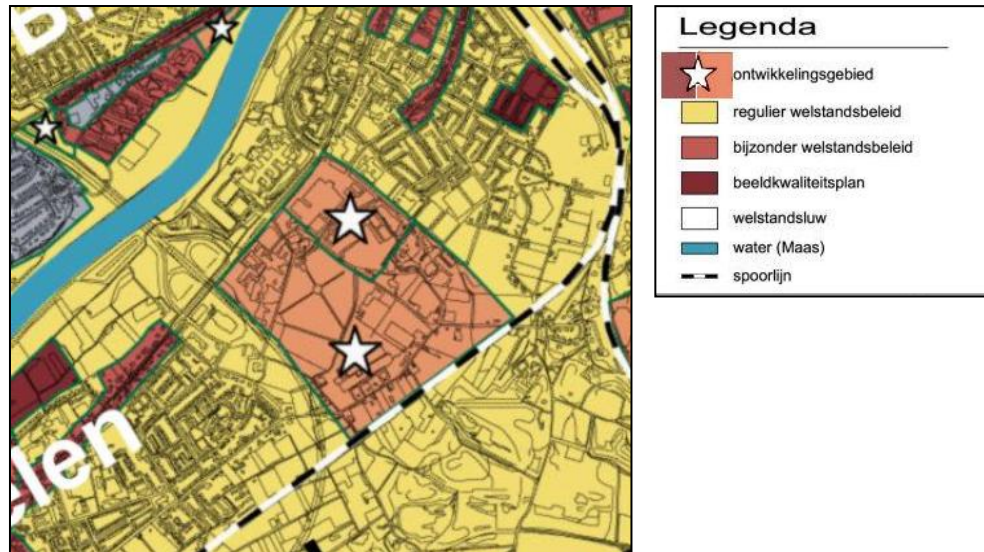 B
elen
Legenda
ontwikkelingsgebied
regulier welstandsbeleid
bijzonder welstandsbeleid
beeldkwaliteitsplan
welstandsluw
water (Maas)
spoorlijn